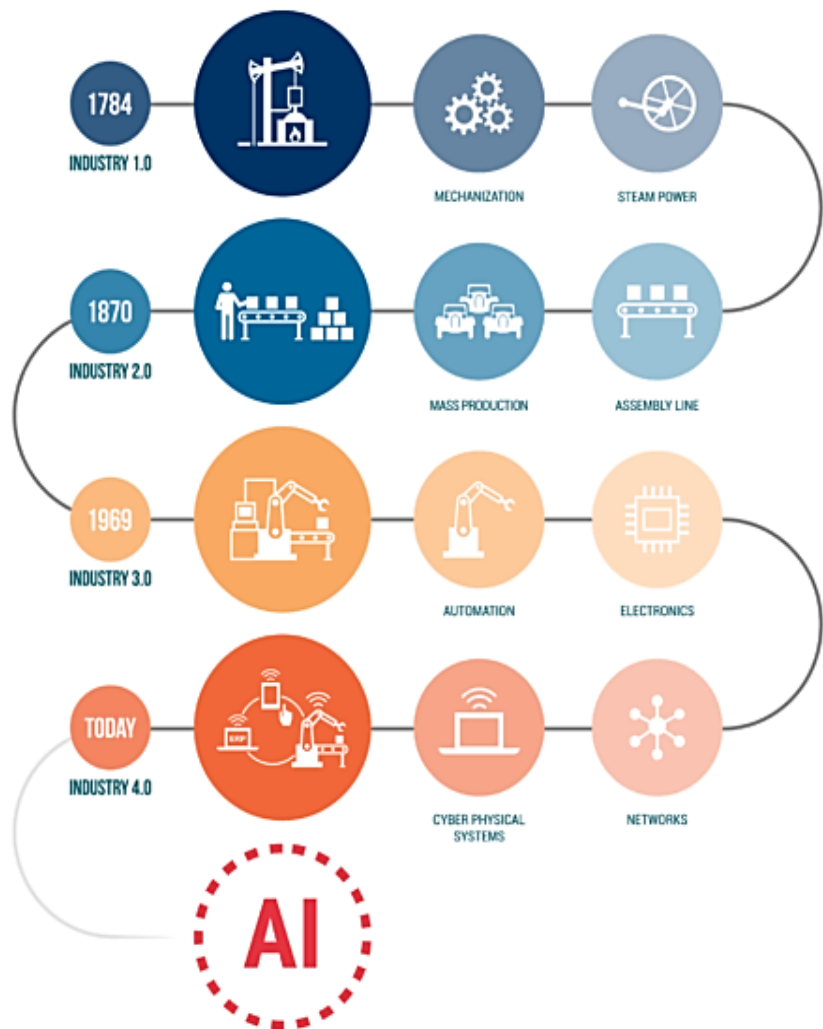 1784
INDUSTRY 1.0
MECHANIZATION
STEAM POWER
1870
INDUSTRY 2.0
MASS PRODUCTION
ASSEMBLY LINE
1969
INDUSTRY 3.0
AUTOMATION
ELECTRONICS
TODAY
INDUSTRY 4.0
ERP
CYBER PHYSICAL
SYSTEMS
NETWORKS
AI